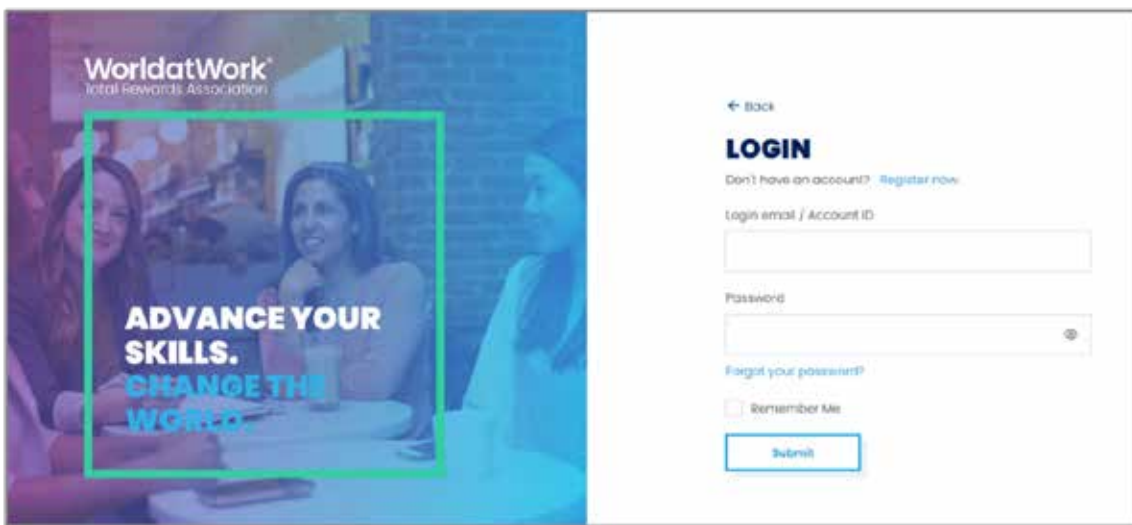 WorldatWork®
Total Rewards Association
ADVANCE YOUR
SKILLS.
CHANGE THE
WORLD.
← Back
LOGIN
Don't have an account? Register now
Login email / Account ID
Password
Forgot your password?
Remember Me
Submit